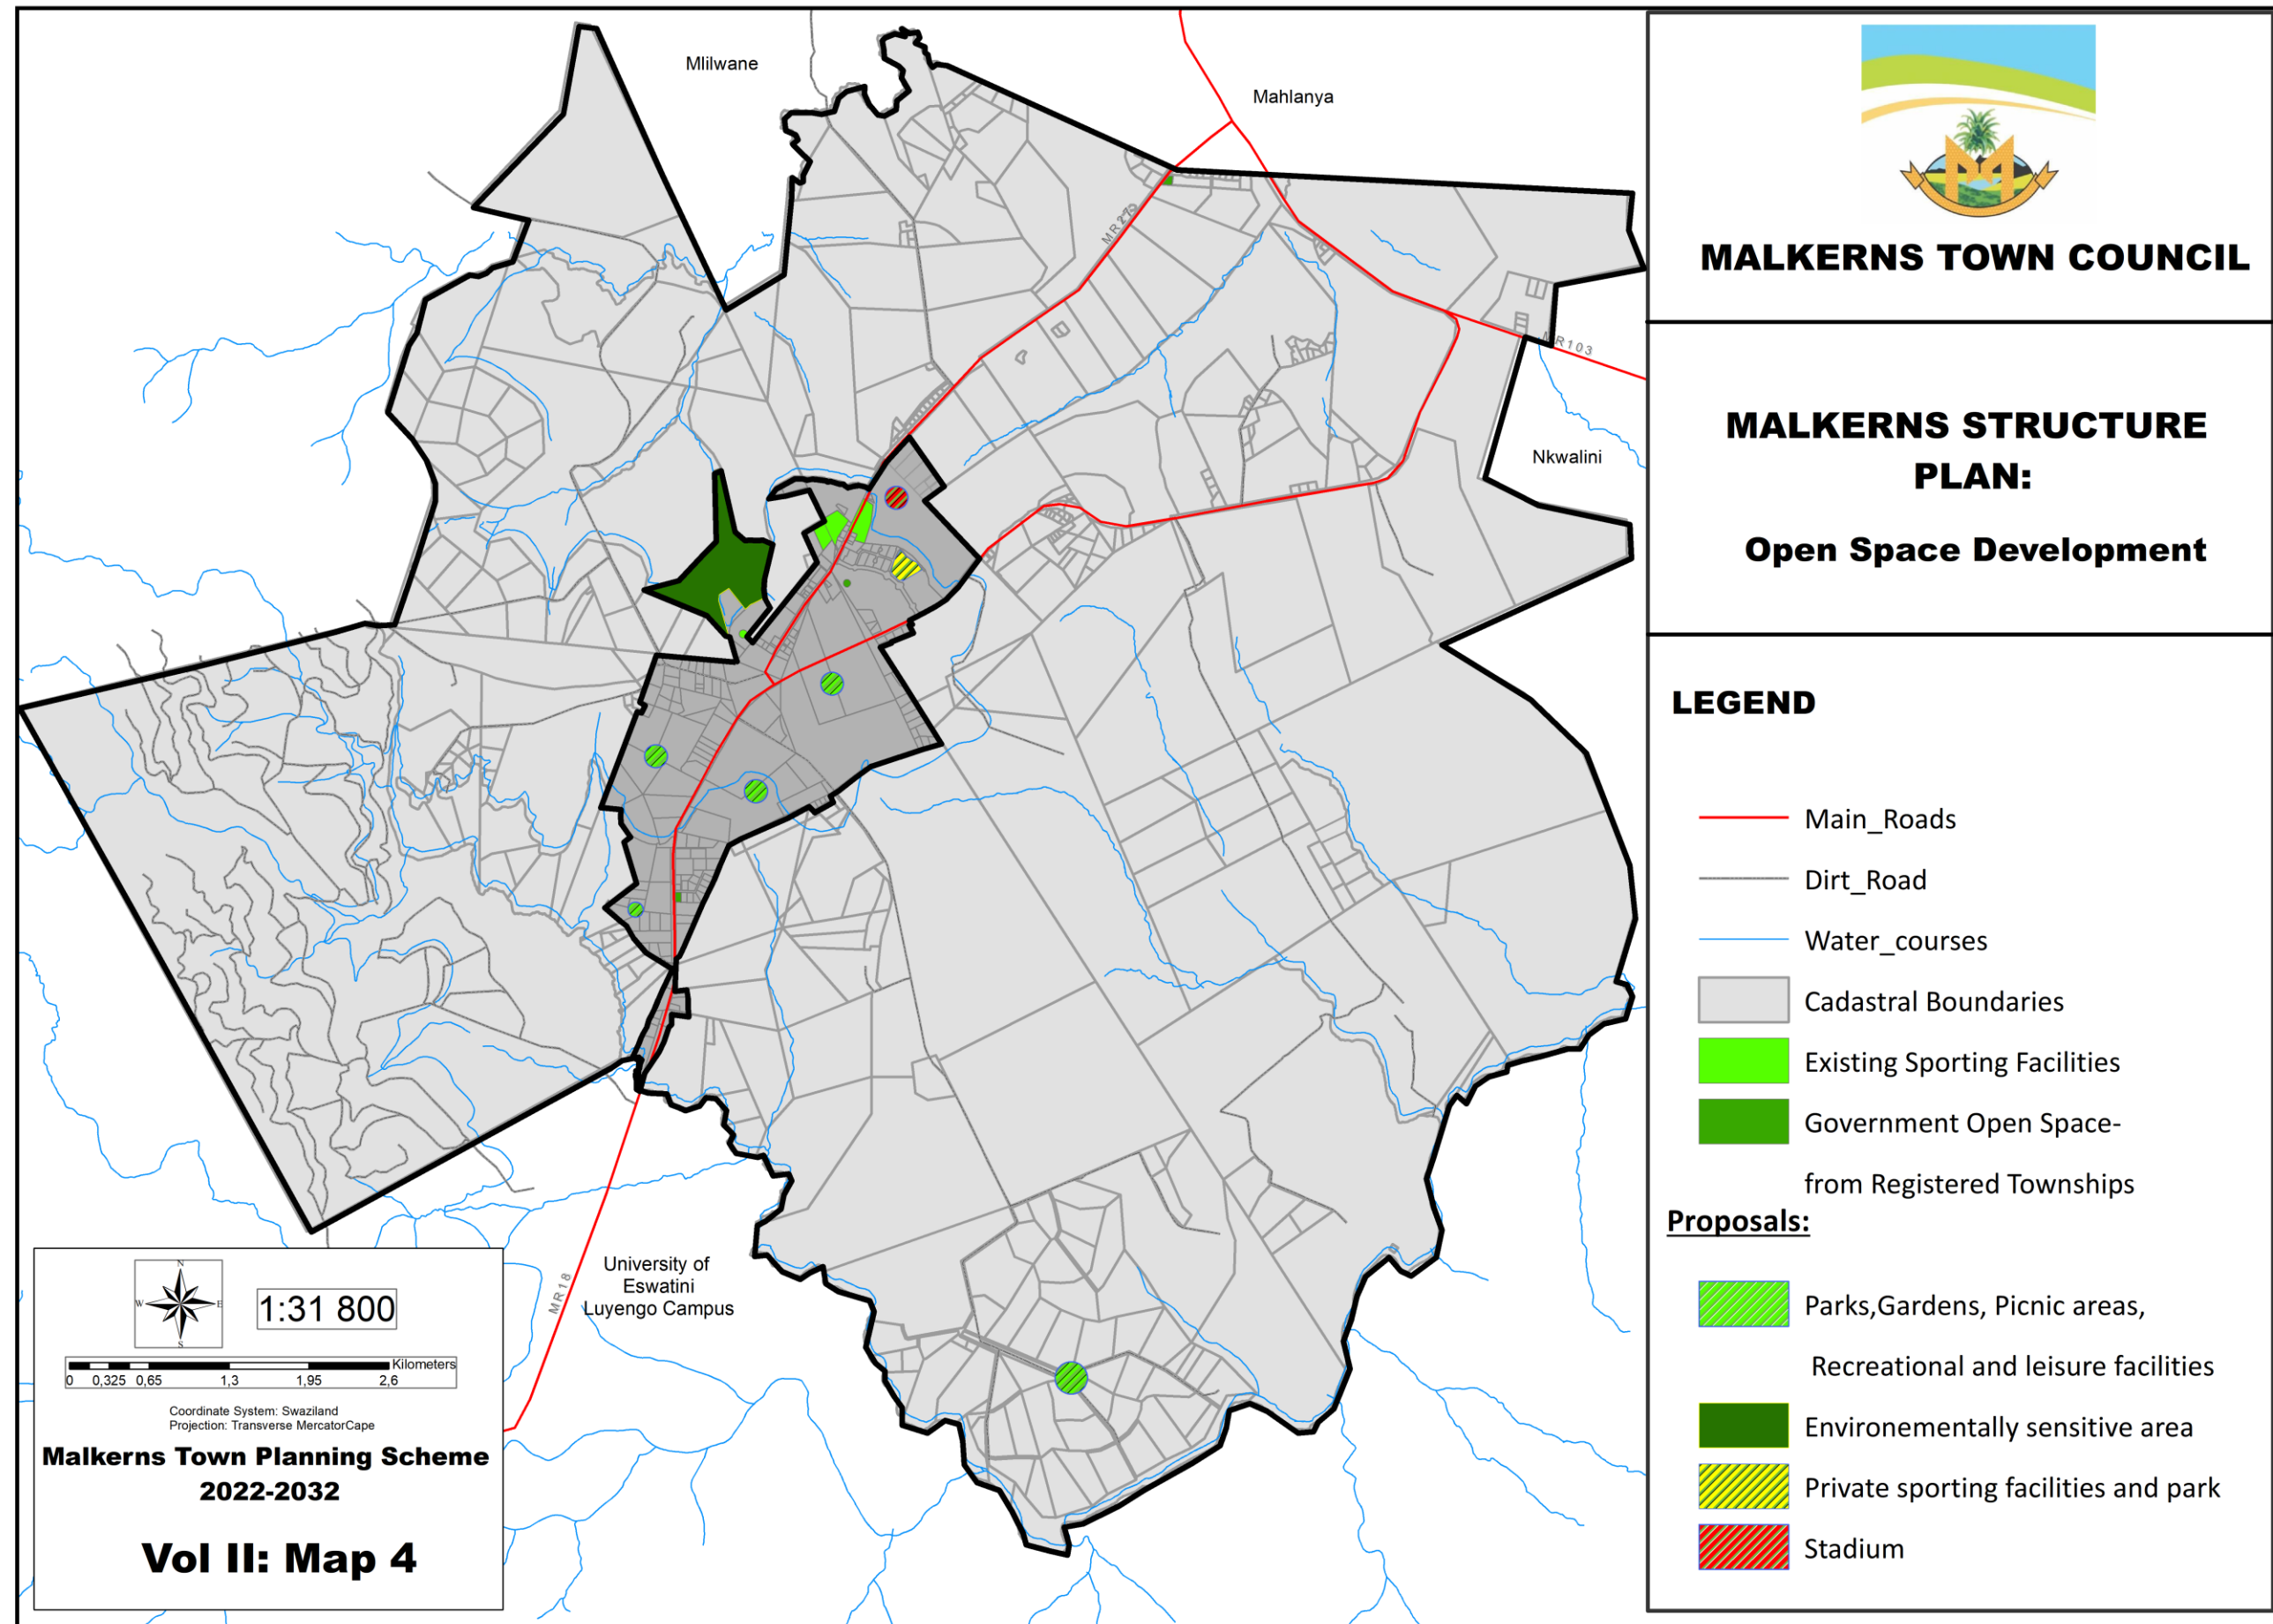 Mlilwane
Mahlanya
MR27
MR103
Nkwalini
University of
Eswatini
Luyengo Campus
MR18
N
W
E
S
1:31 800
Kilometers
0 0,325 0,65 1,3 1,95 2,6
Coordinate System: Swaziland
Projection: Transverse MercatorCape
Malkerns Town Planning Scheme
2022-2032
Vol II: Map 4
M
MALKERNS TOWN COUNCIL
MALKERNS STRUCTURE
PLAN:
Open Space Development
LEGEND
Main_Roads
Dirt_Road
Water_courses
Cadastral Boundaries
Existing Sporting Facilities
Government Open Space-
from Registered Townships
Proposals:
Parks,Gardens, Picnic areas,
Recreational and leisure facilities
Environementally sensitive area
Private sporting facilities and park
Stadium